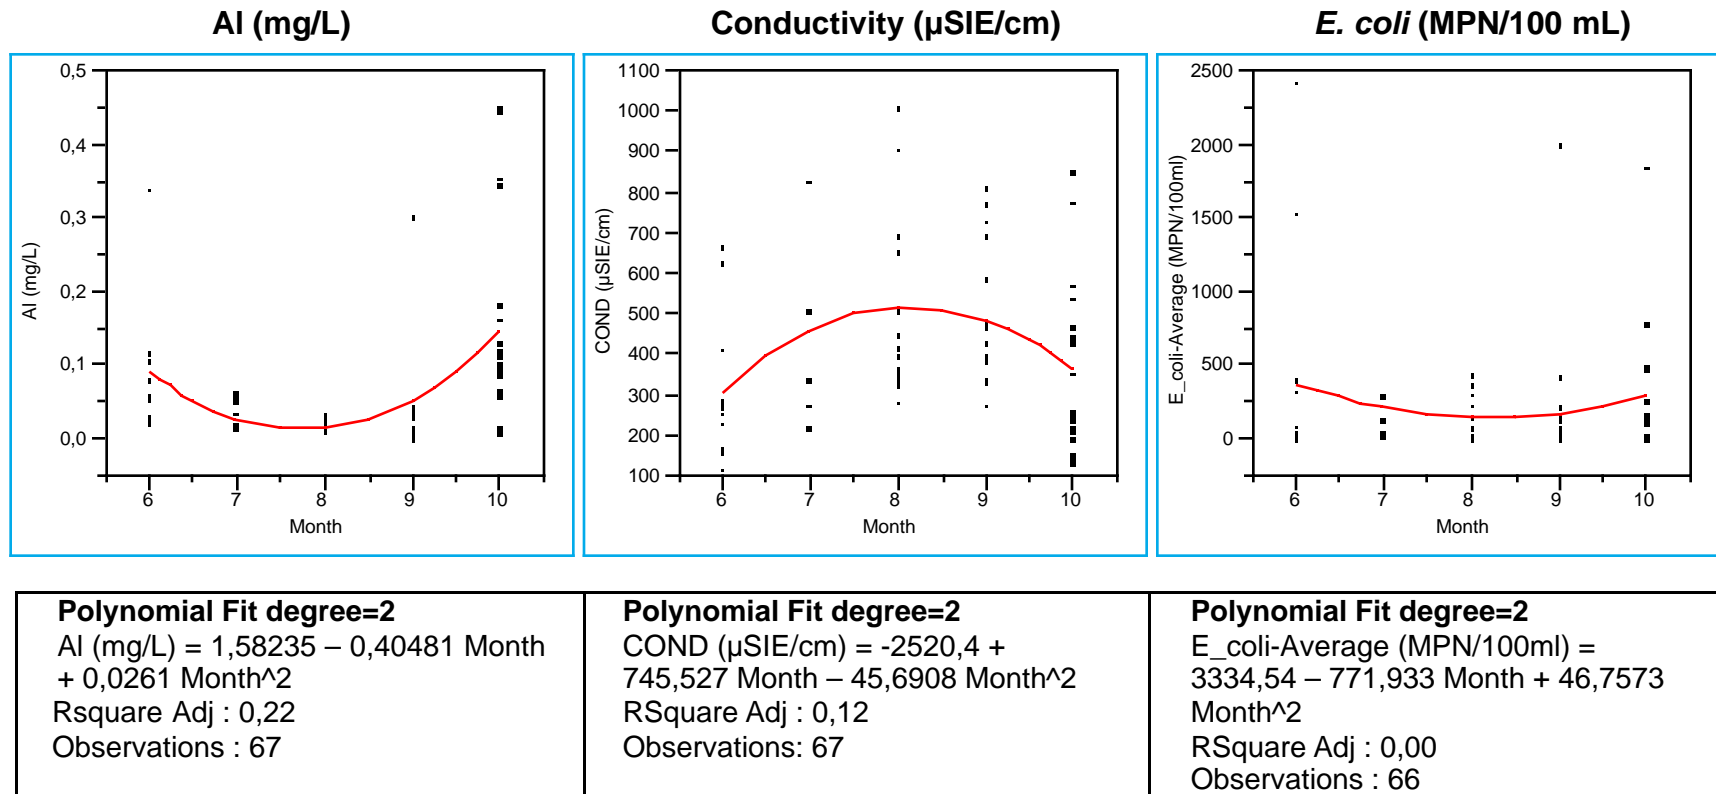 Al (mg/L)
Conductivity (µSIE/cm)
E. coli (MPN/100 mL)
0,5
0,4
0,3
0,2
0,1
0,0
Al (mg/L)
6 7 8 9 10
Month
1100
1000
900
800
700
600
500
400
300
200
100
COND (µSIE/cm)
6 7 8 9 10
Month
2500
2000
1500
1000
500
0
E_coli-Average (MPN/100ml)
6 7 8 9 10
Month
Polynomial Fit degree=2
Al (mg/L) = 1,58235 – 0,40481 Month
+ 0,0261 Month^2
Rsquare Adj : 0,22
Observations : 67
Polynomial Fit degree=2
COND (µSIE/cm) = -2520,4 +
745,527 Month – 45,6908 Month^2
RSquare Adj : 0,12
Observations: 67
Polynomial Fit degree=2
E_coli-Average (MPN/100ml) =
3334,54 – 771,933 Month + 46,7573
Month^2
RSquare Adj : 0,00
Observations : 66